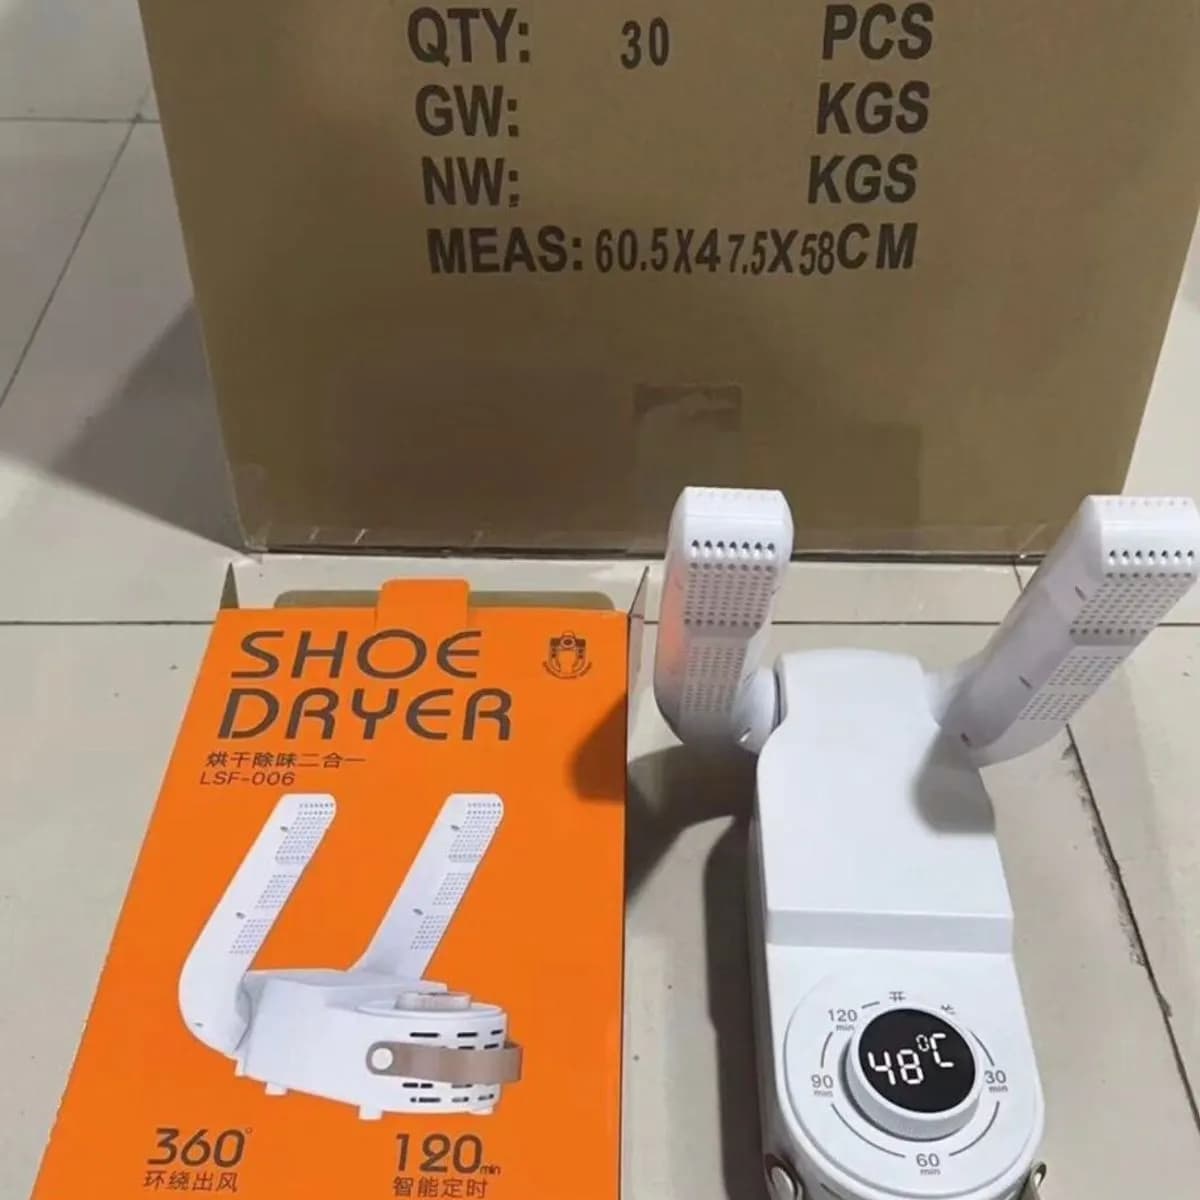 QTY: 30 PCS
GW: KGS
NW: KGS
MEAS: 60.5X47.5X58CM
SHOE
DRYER
烘干除味二合一
LSF-006
360°
环绕出风
120min
智能定时
开
关
120
min
90
min
60
min
30
min
48°C